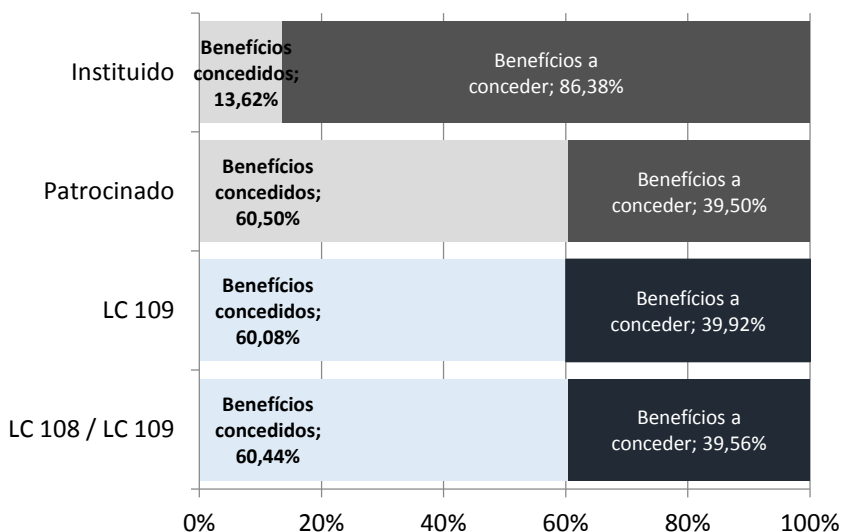 Instituido
Benefícios
concedidos;
13,62%
Benefícios a
conceder; 86,38%
Patrocinado
Benefícios
concedidos;
60,50%
Benefícios a
conceder; 39,50%
LC 109
Benefícios
concedidos;
60,08%
Benefícios a
conceder; 39,92%
LC 108 / LC 109
Benefícios
concedidos;
60,44%
Benefícios a
conceder; 39,56%
0% 20% 40% 60% 80% 100%